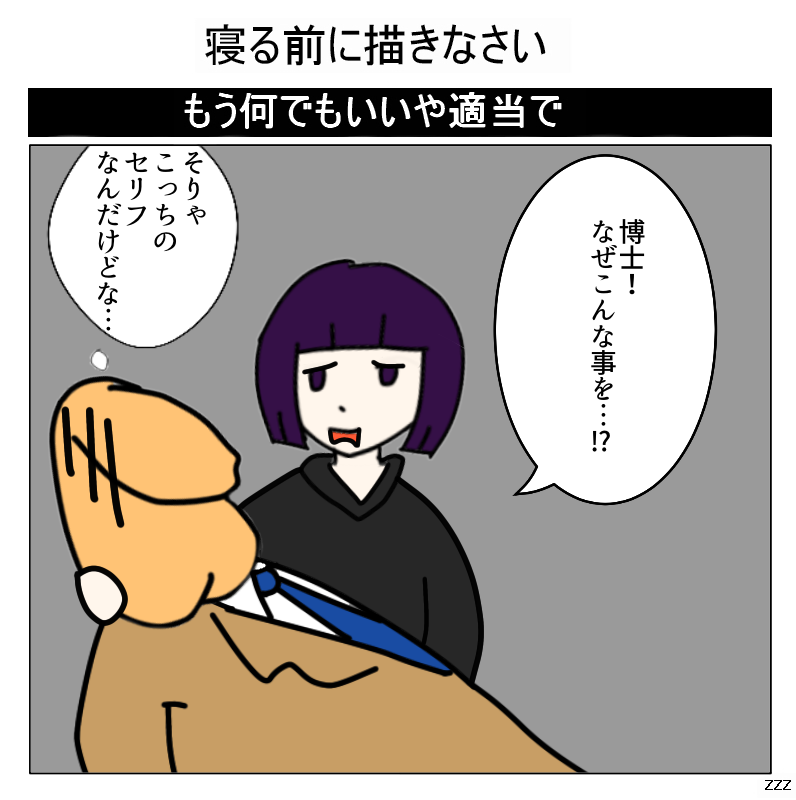 寝る前に描きなさい
もう何でもいいや適当で
博士！
なぜこんな事を…!?
そりゃ
こっちの
セリフ
なんだけどな…
zzz